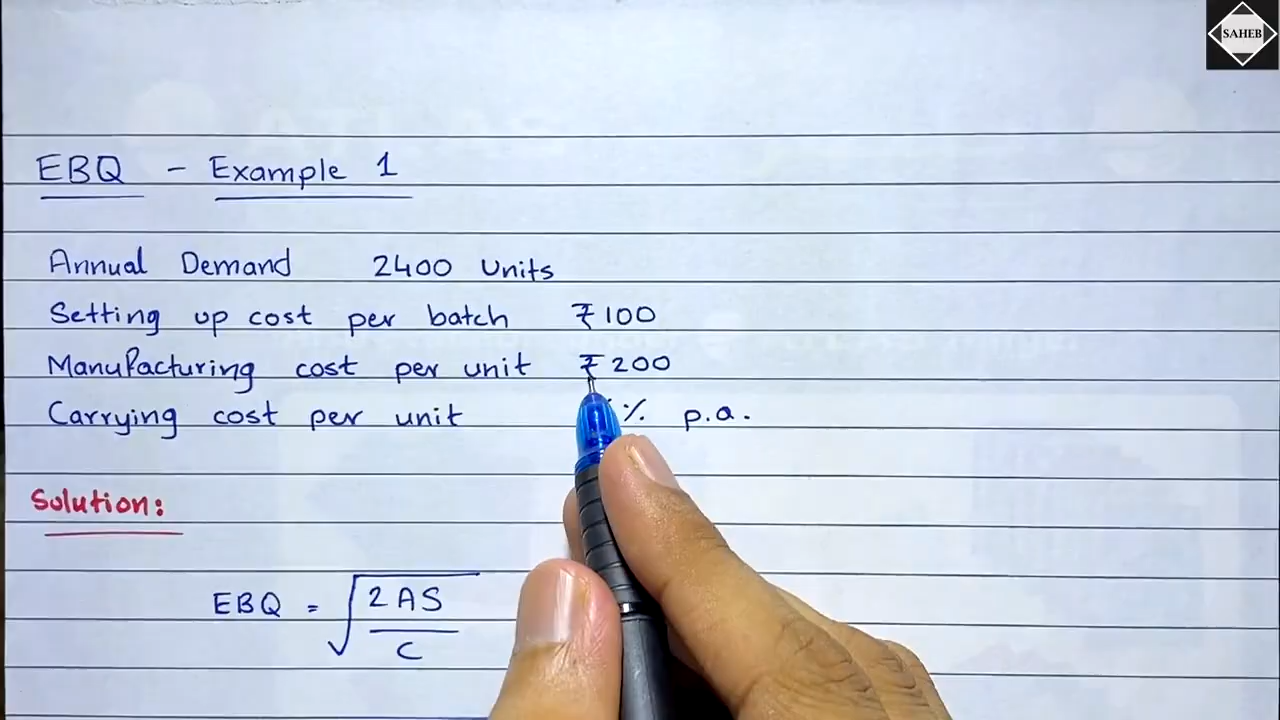 SAHEB
EBQ - Example 1
Annual Demand 2400 Units
Setting up cost per batch ₹100
Manufacturing cost per unit ₹200
Carrying cost per unit % p.a.
Solution:
EBQ = √2AS
C